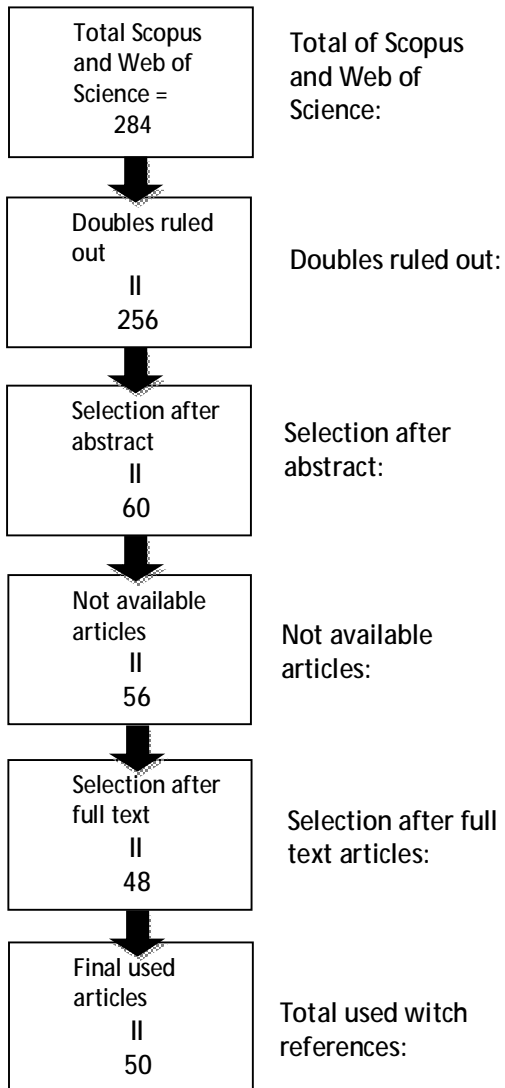 Total Scopus
and Web of
Science =
284
Total of Scopus
and Web of
Science:
Doubles ruled
out
II
256
Doubles ruled out:
Selection after
abstract
II
60
Selection after
abstract:
Not available
articles
II
56
Not available
articles:
Selection after
full text
II
48
Selection after full
text articles:
Final used
articles
II
50
Total used witch
references: